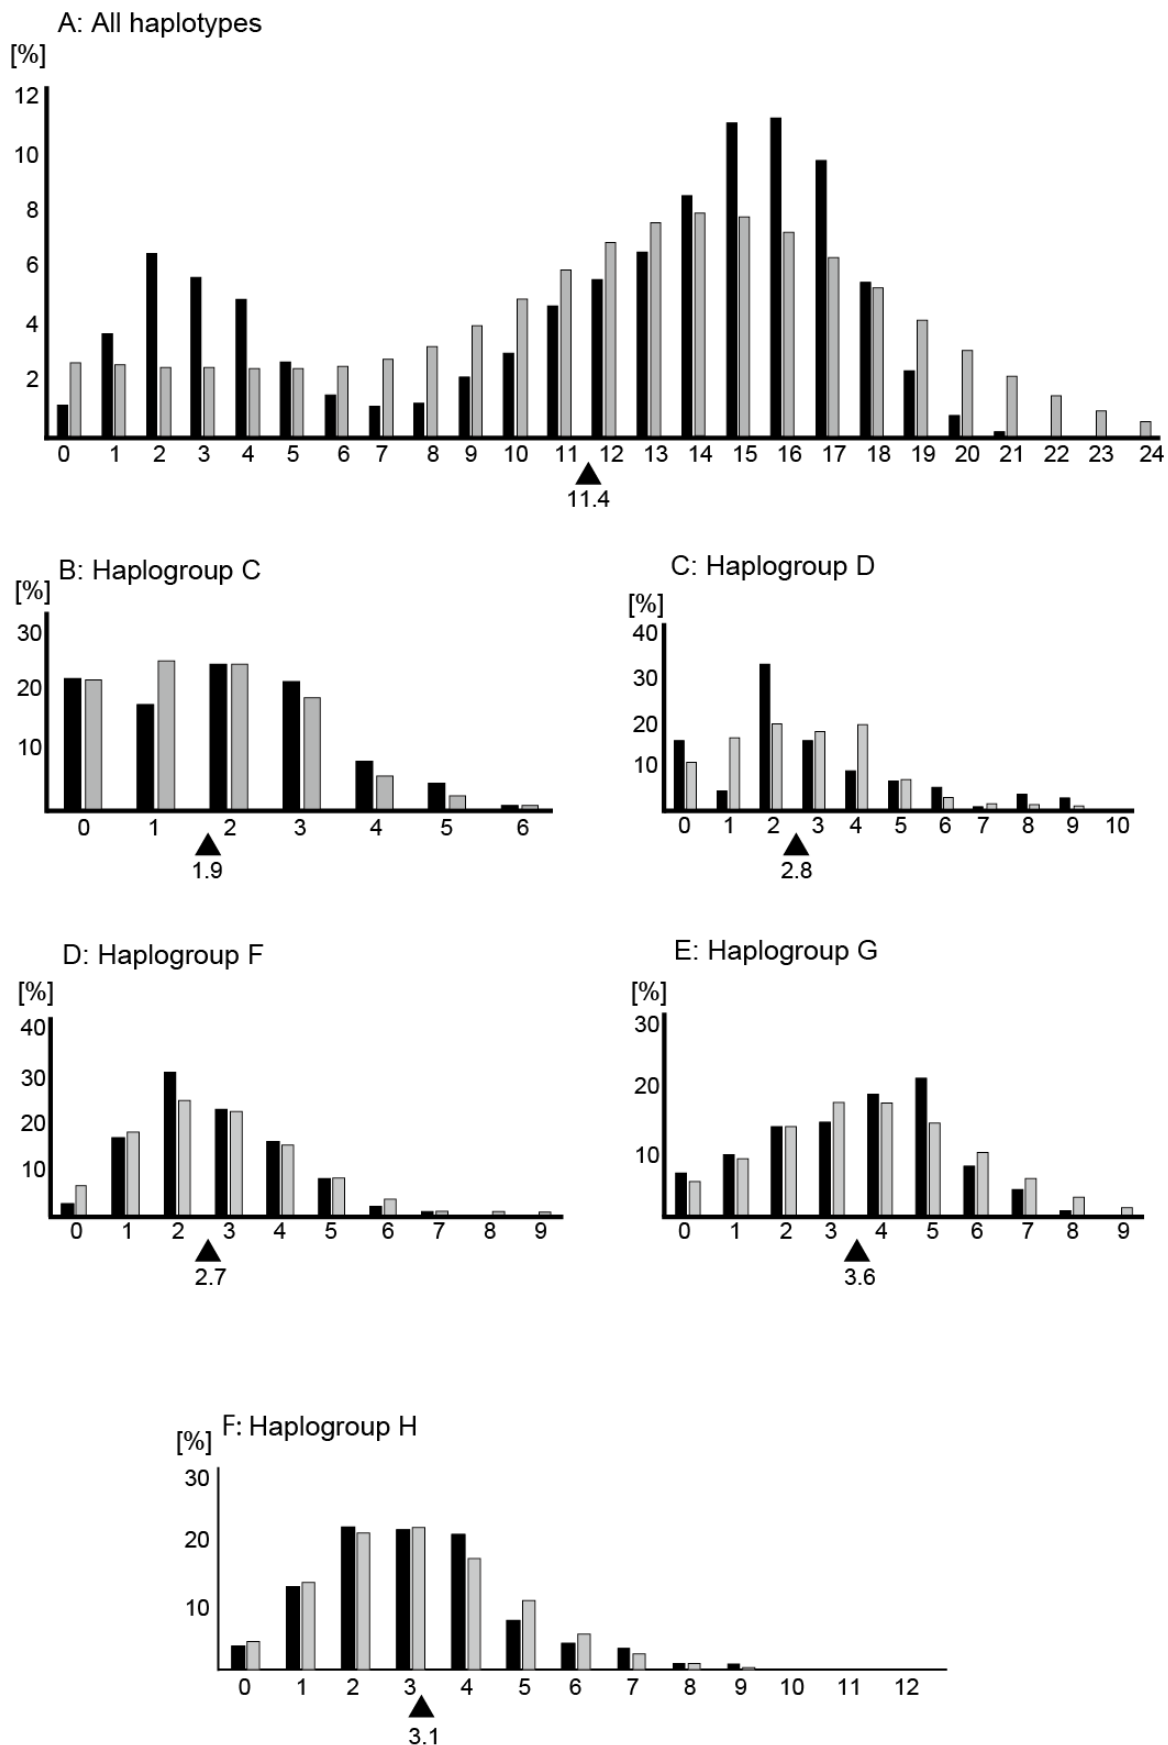 A: All haplotypes
[%]
12
10
8
6
4
2
0 1 2 3 4 5 6 7 8 9 10 11 12 13 14 15 16 17 18 19 20 21 22 23 24
11.4
B: Haplogroup C
[%]
30
20
10
0 1 2 3 4 5 6
1.9
C: Haplogroup D
[%]
40
30
20
10
0 1 2 3 4 5 6 7 8 9 10
2.8
D: Haplogroup F
[%]
40
30
20
10
0 1 2 3 4 5 6 7 8 9
2.7
E: Haplogroup G
[%]
30
20
10
0 1 2 3 4 5 6 7 8 9
3.6
F: Haplogroup H
[%]
30
20
10
0 1 2 3 4 5 6 7 8 9 10 11 12
3.1